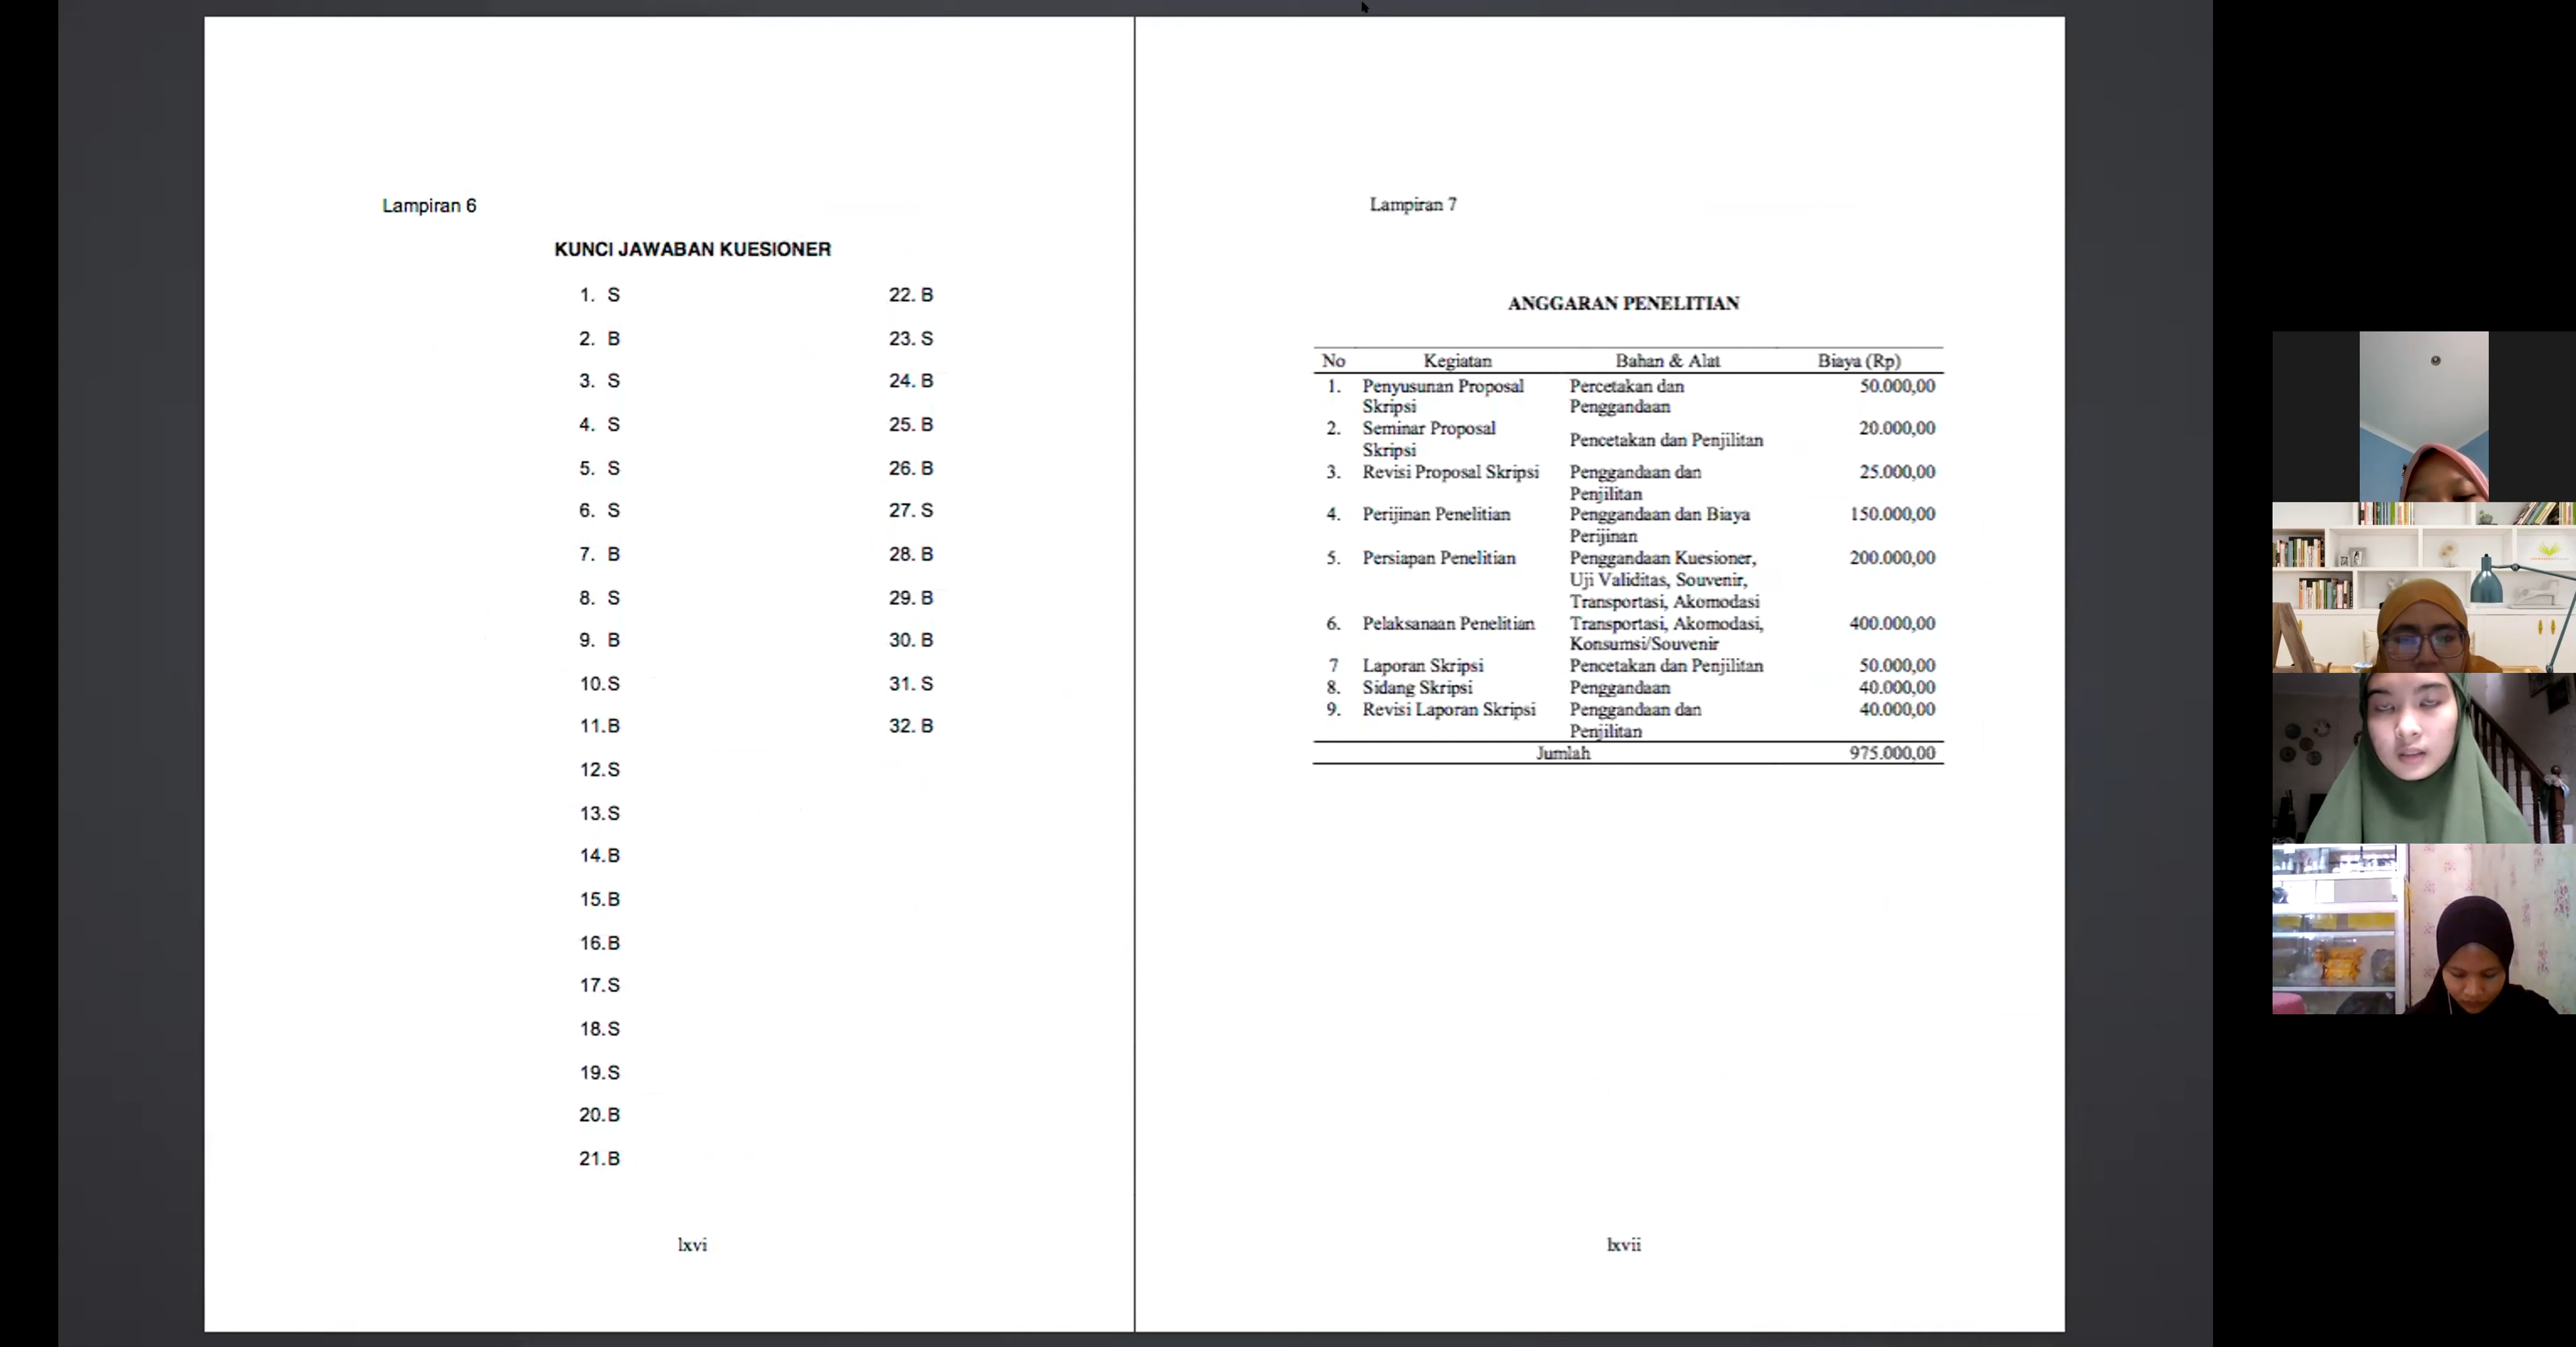 Lampiran 6
KUNCI JAWABAN KUESIONER
1. S
2. B
3. S
4. S
5. S
6. S
7. B
8. S
9. B
10.S
11.B
12.S
13.S
14.B
15.B
16.B
17.S
18.S
19.S
20.B
21.B
22. B
23. S
24. B
25. B
26. B
27. S
28. B
29. B
30. B
31. S
32. B
lxvi
Lampiran 7
ANGGARAN PENELITIAN
No Kegiatan Bahan & Alat Biaya (Rp)
1. Penyusunan Proposal Percetakan dan 50.000,00
Skripsi Penggandaan
2. Seminar Proposal 20.000,00
Pencetakan dan Penjilitan
Skripsi
3. Revisi Proposal Skripsi Penggandaan dan 25.000,00
Penjilitan
4. Perijinan Penelitian Penggandaan dan Biaya 150.000,00
Perijinan
5. Persiapan Penelitian Penggandaan Kuesioner, 200.000,00
Uji Validitas, Souvenir,
Transportasi, Akomodasi
6. Pelaksanaan Penelitian Transportasi, Akomodasi, 400.000,00
Konsumsi/Souvenir
7 Laporan Skripsi Pencetakan dan Penjilitan 50.000,00
8. Sidang Skripsi Penggandaan 40.000,00
9. Revisi Laporan Skripsi Penggandaan dan 40.000,00
Penjilitan
Jumlah 975.000,00
lxvii